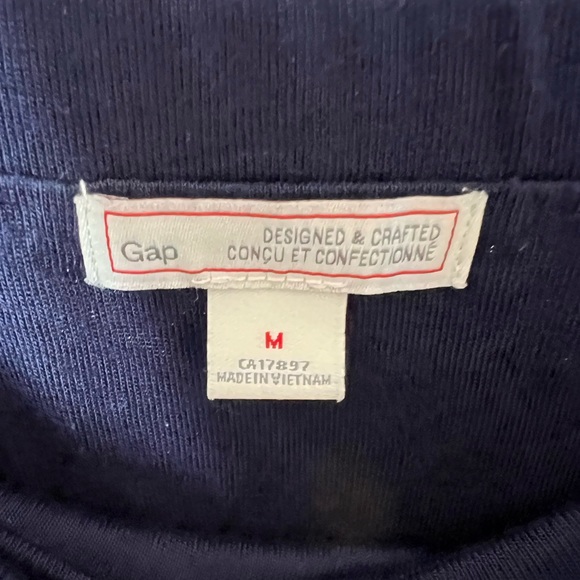 Gap
DESIGNED & CRAFTED
CONÇU ET CONFECTIONNÉ
M
CA17897
MADE IN VIETNAM